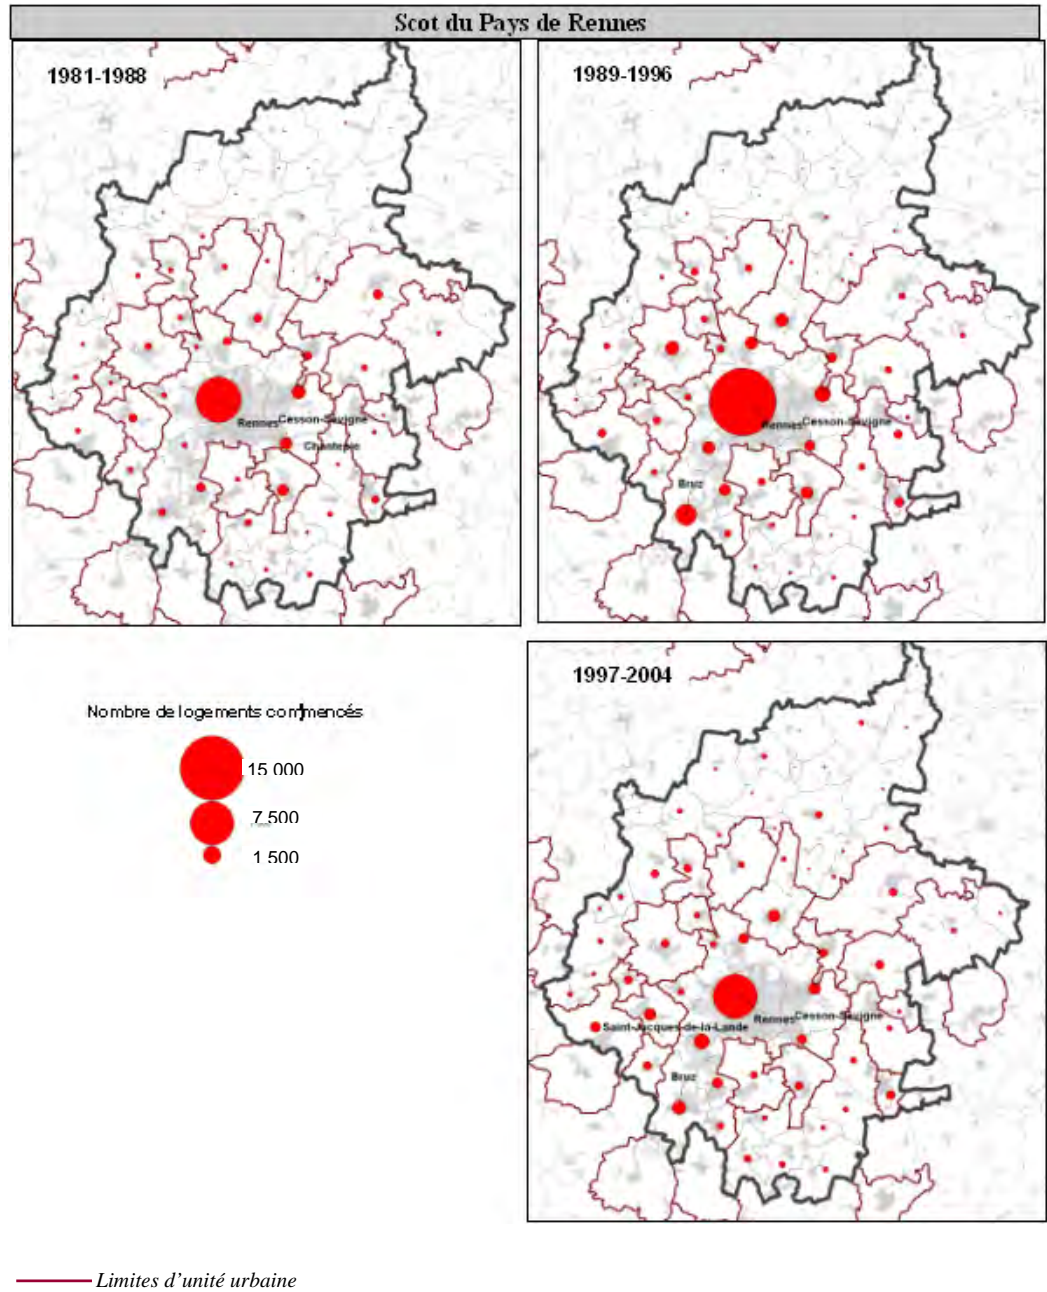 Scot du Pays de Rennes
1981-1988
Rennes
Cesson-Sévigné
Chantepie
1989-1996
Rennes
Cesson-Sévigné
Bruz
Nombre de logements commencés
15 000
7 500
1 500
1997-2004
Rennes
Cesson-Sévigné
Saint-Jacques-de-la-Lande
Bruz
Limites d'unité urbaine